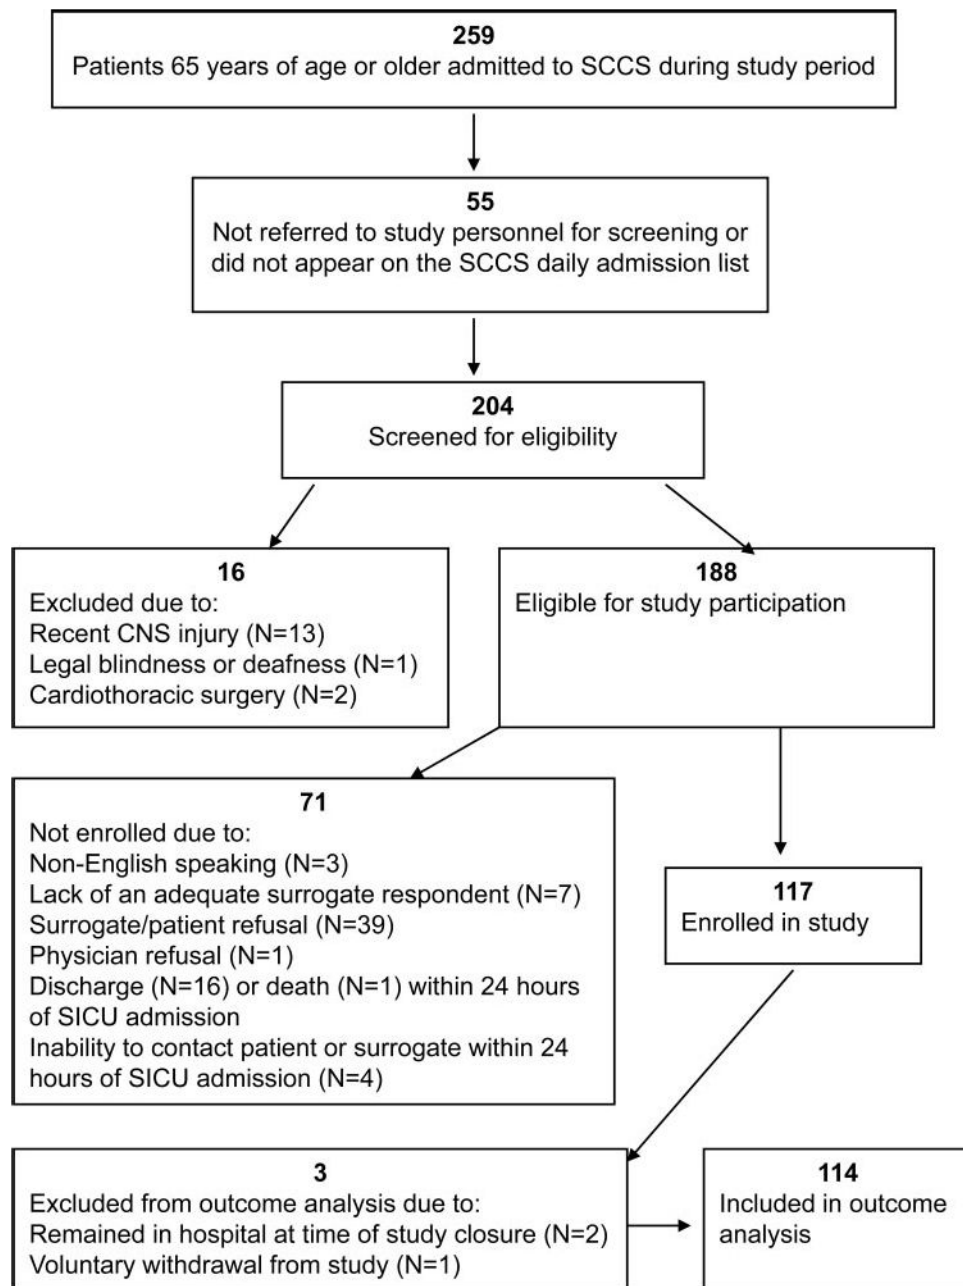 259
Patients 65 years of age or older admitted to SCCS during study period
55
Not referred to study personnel for screening or
did not appear on the SCCS daily admission list
204
Screened for eligibility
16
Excluded due to:
Recent CNS injury (N=13)
Legal blindness or deafness (N=1)
Cardiothoracic surgery (N=2)
188
Eligible for study participation
71
Not enrolled due to:
Non-English speaking (N=3)
Lack of an adequate surrogate respondent (N=7)
Surrogate/patient refusal (N=39)
Physician refusal (N=1)
Discharge (N=16) or death (N=1) within 24 hours
of SICU admission
Inability to contact patient or surrogate within 24
hours of SICU admission (N=4)
117
Enrolled in study
3
Excluded from outcome analysis due to:
Remained in hospital at time of study closure (N=2)
Voluntary withdrawal from study (N=1)
114
Included in outcome
analysis